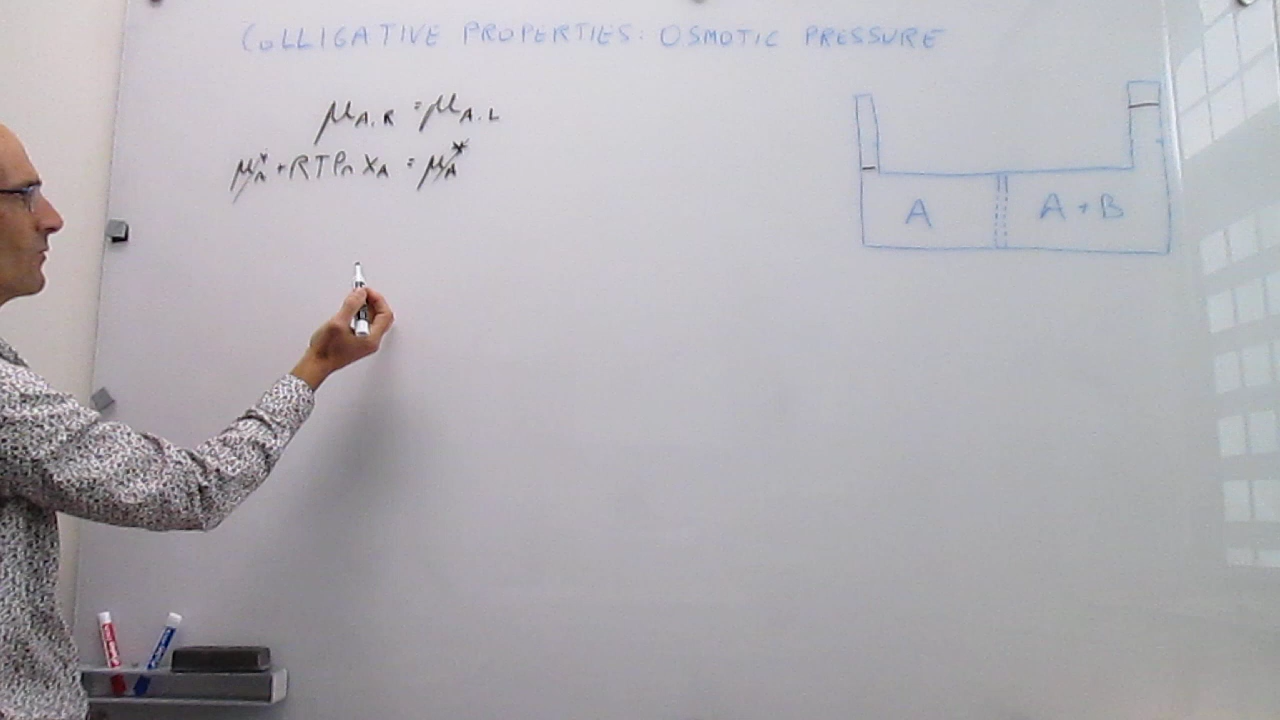 COLLIGATIVE PROPERTIES: OSMOTIC PRESSURE
μA,R = μA,L
μA* + RT ln xA = μA*
A
A + B